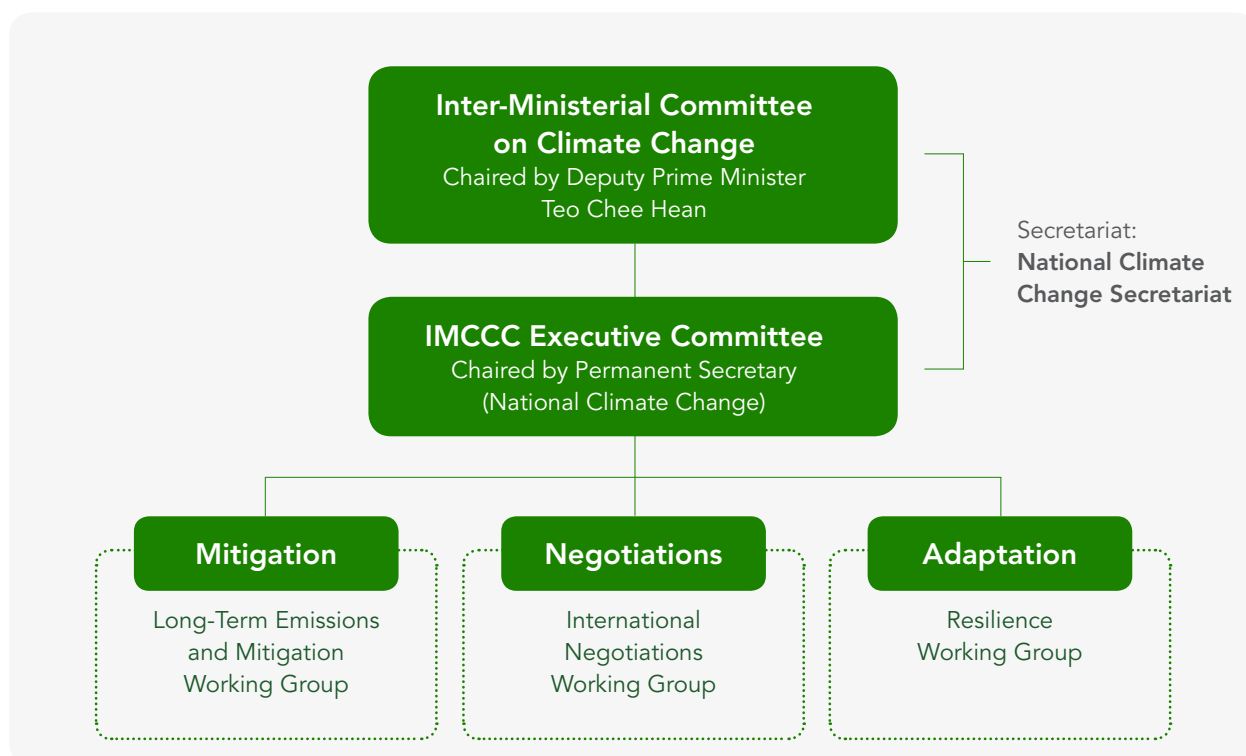 Inter-Ministerial Committee
on Climate Change
Chaired by Deputy Prime Minister
Teo Chee Hean
Secretariat:
National Climate
Change Secretariat
IMCCC Executive Committee
Chaired by Permanent Secretary
(National Climate Change)
Mitigation
Long-Term Emissions
and Mitigation
Working Group
Negotiations
International
Negotiations
Working Group
Adaptation
Resilience
Working Group